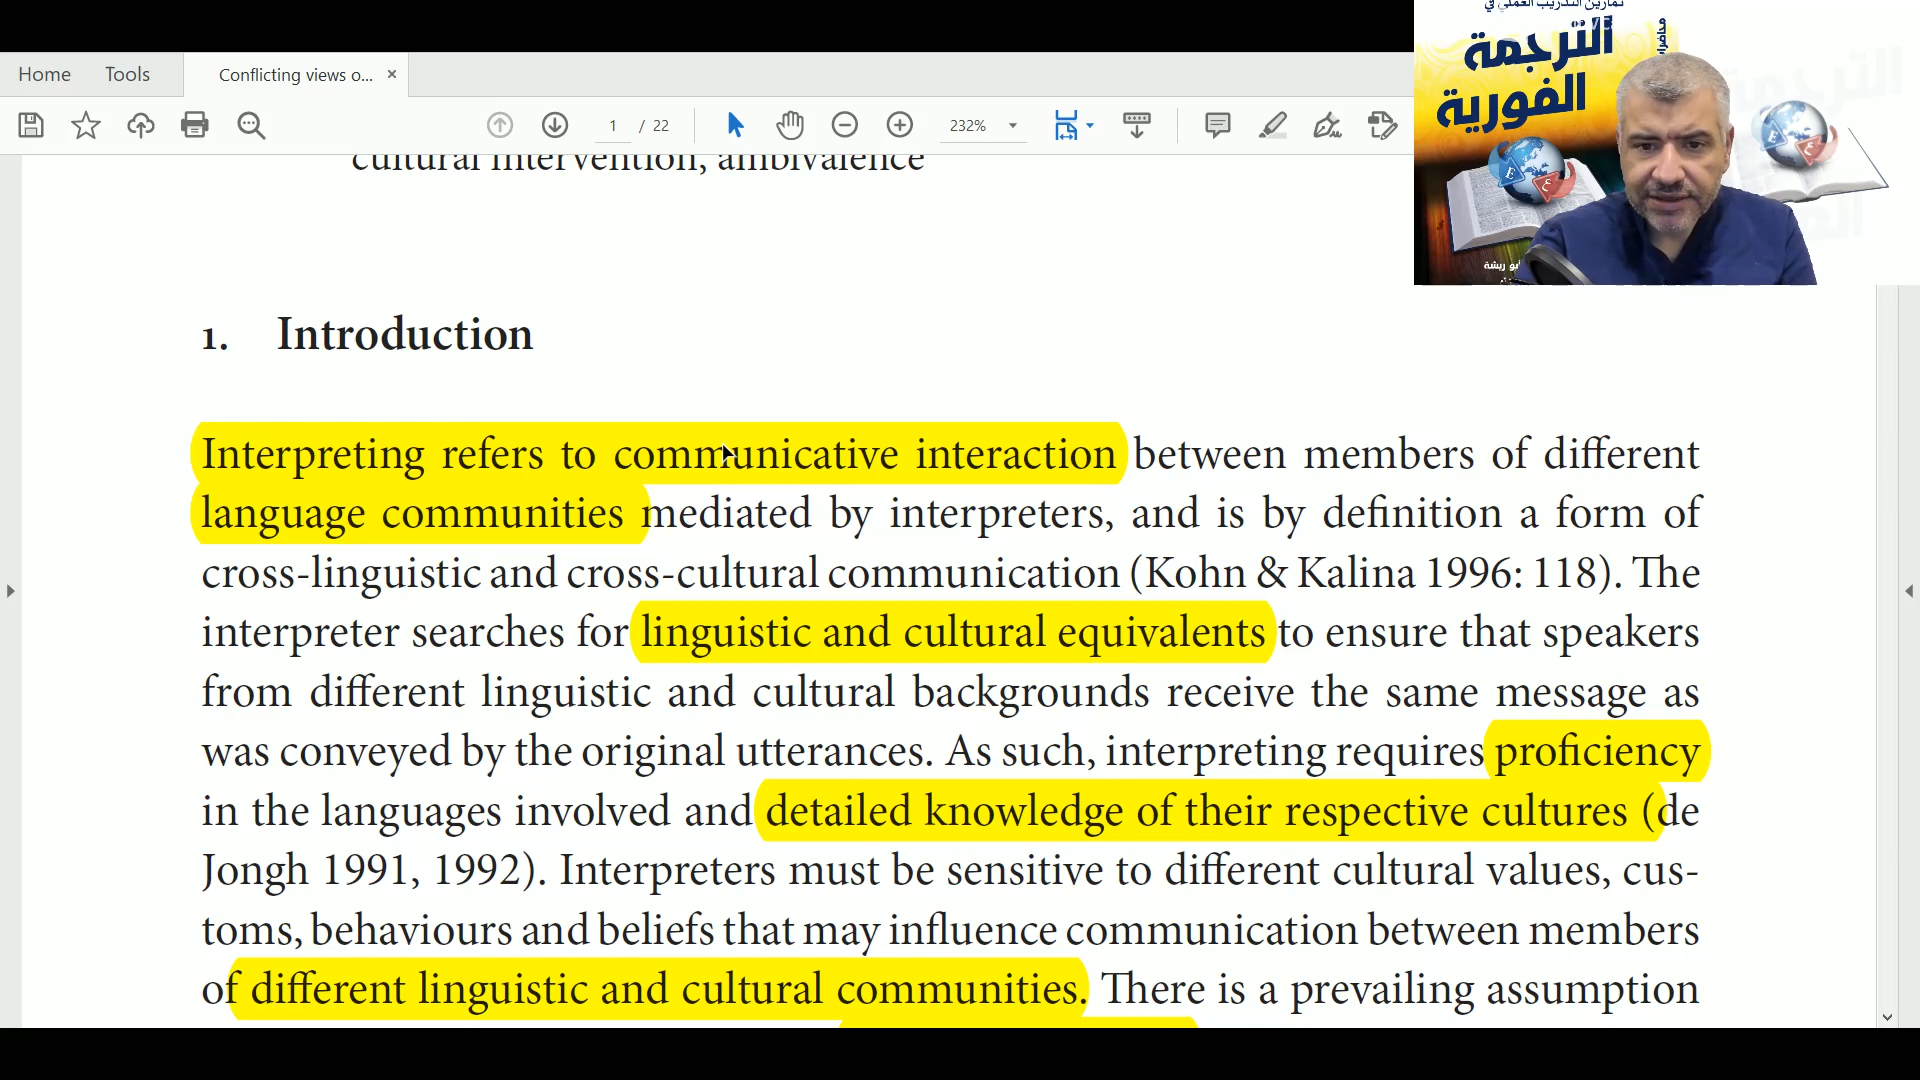 Home Tools Conflicting views o... ×
1 / 22 232%
تمارين التدريب العملي في
الترجمة
الفورية
E
ع
cultural intervention, ambivalence
1. Introduction
Interpreting refers to communicative interaction between members of different
language communities mediated by interpreters, and is by definition a form of
cross-linguistic and cross-cultural communication (Kohn & Kalina 1996: 118). The
interpreter searches for linguistic and cultural equivalents to ensure that speakers
from different linguistic and cultural backgrounds receive the same message as
was conveyed by the original utterances. As such, interpreting requires proficiency
in the languages involved and detailed knowledge of their respective cultures (de
Jongh 1991, 1992). Interpreters must be sensitive to different cultural values, cus-
toms, behaviours and beliefs that may influence communication between members
of different linguistic and cultural communities. There is a prevailing assumption